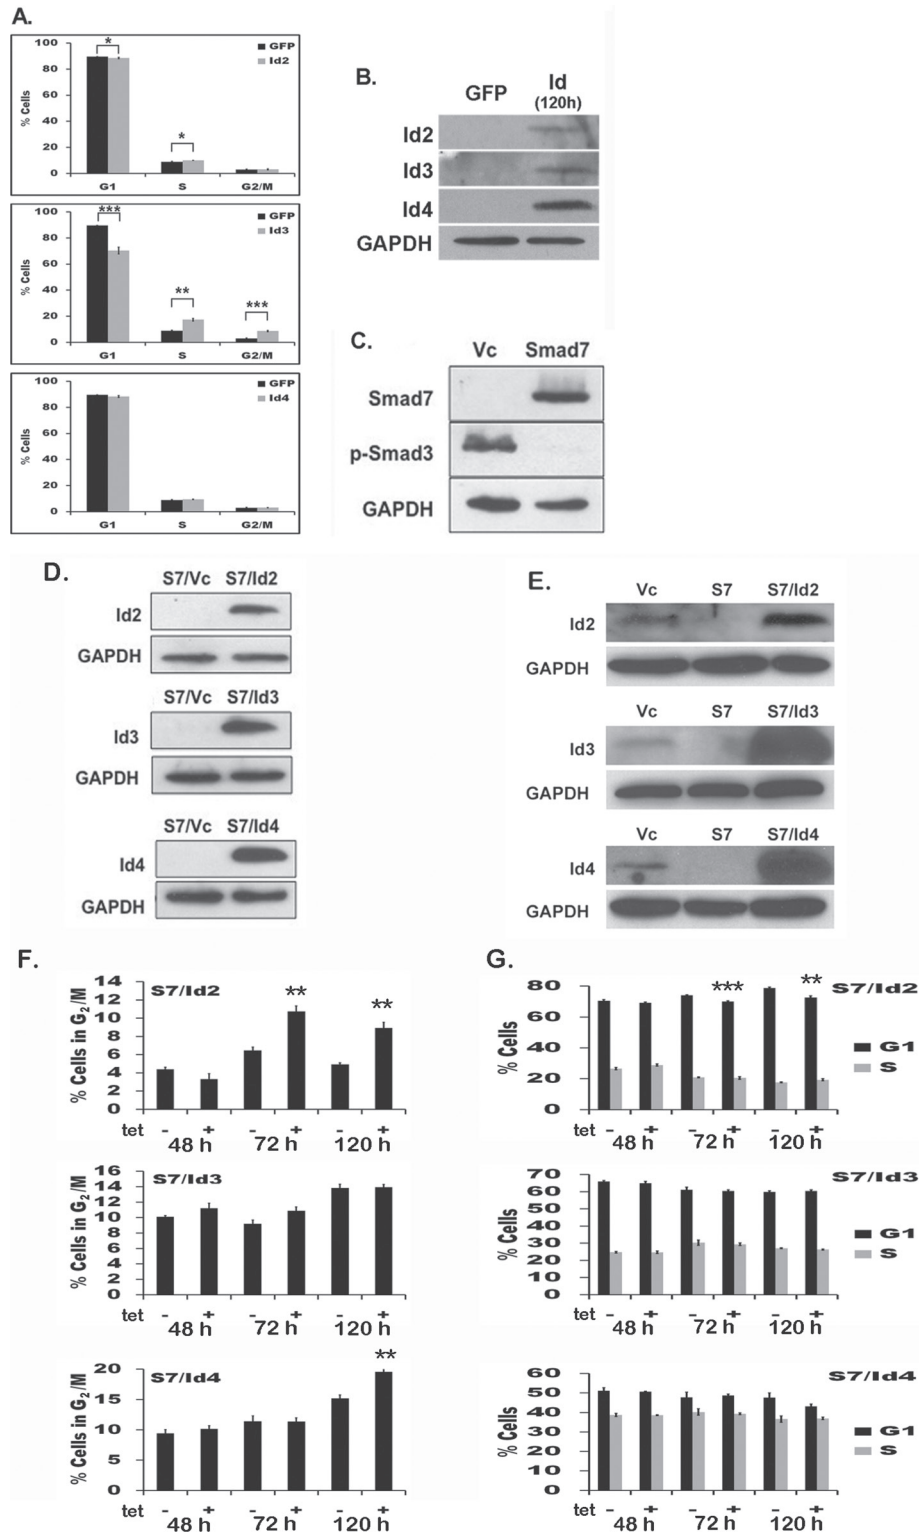 A.
100
80
60
40
20
0
% Cells
*
*
GFP
Id2
G1 S G2/M
100
80
60
40
20
0
% Cells
***
**
***
GFP
Id3
G1 S G2/M
100
80
60
40
20
0
% Cells
GFP
Id4
G1 S G2/M
B.
GFP Id
(120h)
Id2
Id3
Id4
GAPDH
C.
Vc Smad7
Smad7
p-Smad3
GAPDH
D.
S7/Vc S7/Id2
Id2
GAPDH
S7/Vc S7/Id3
Id3
GAPDH
S7/Vc S7/Id4
Id4
GAPDH
E.
Vc S7 S7/Id2
Id2
GAPDH
Vc S7 S7/Id3
Id3
GAPDH
Vc S7 S7/Id4
Id4
GAPDH
F.
% Cells in G2/M
14
12
10
8
6
4
2
0
S7/Id2
**
**
tet - + - + - +
48 h 72 h 120 h
% Cells in G2/M
16
14
12
10
8
6
4
2
0
S7/Id3
tet - + - + - +
48 h 72 h 120 h
% Cells in G2/M
20
15
10
5
0
S7/Id4
**
tet - + - + - +
48 h 72 h 120 h
G.
% Cells
80
60
40
20
0
***
**
S7/Id2
G1
S
tet - + - + - +
48 h 72 h 120 h
% Cells
70
60
50
40
30
20
10
0
S7/Id3
G1
S
tet - + - + - +
48 h 72 h 120 h
% Cells
60
50
40
30
20
10
0
S7/Id4
G1
S
tet - + - + - +
48 h 72 h 120 h